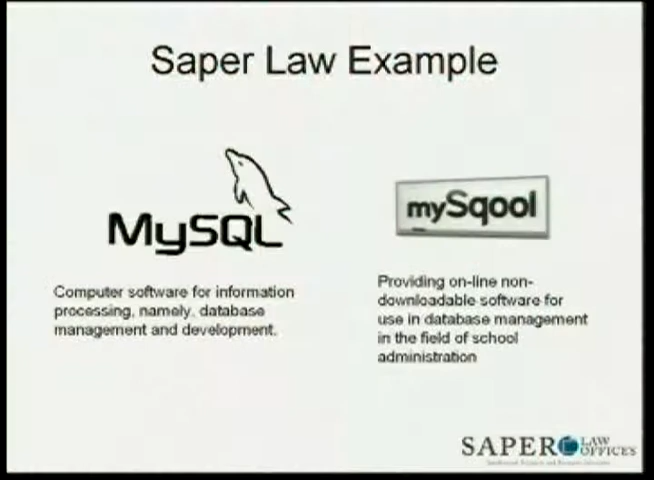 Saper Law Example
MySQL
mySqool
Computer software for information
processing, namely, database
management and development.
Providing on-line non-
downloadable software for
use in database management
in the field of school
administration
SAPER LAW
OFFICES